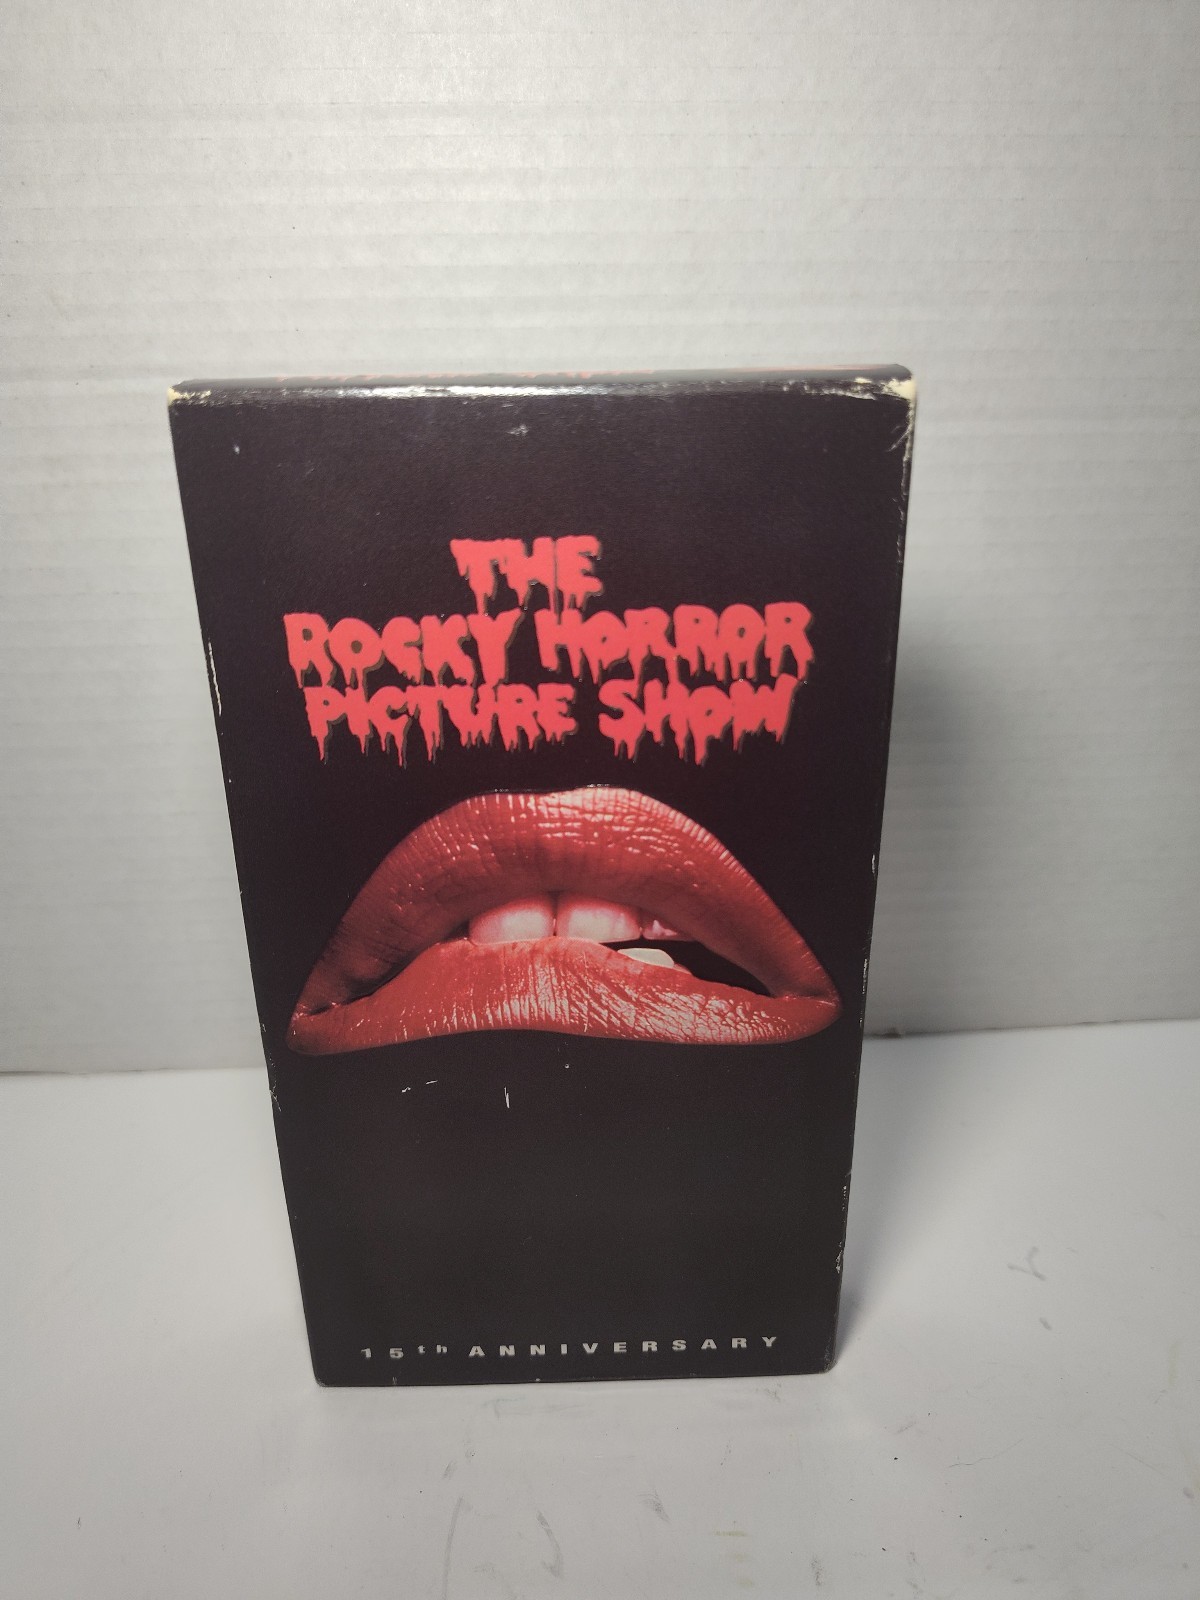 THE
ROCKY HORROR
PICTURE SHOW
15th ANNIVERSARY